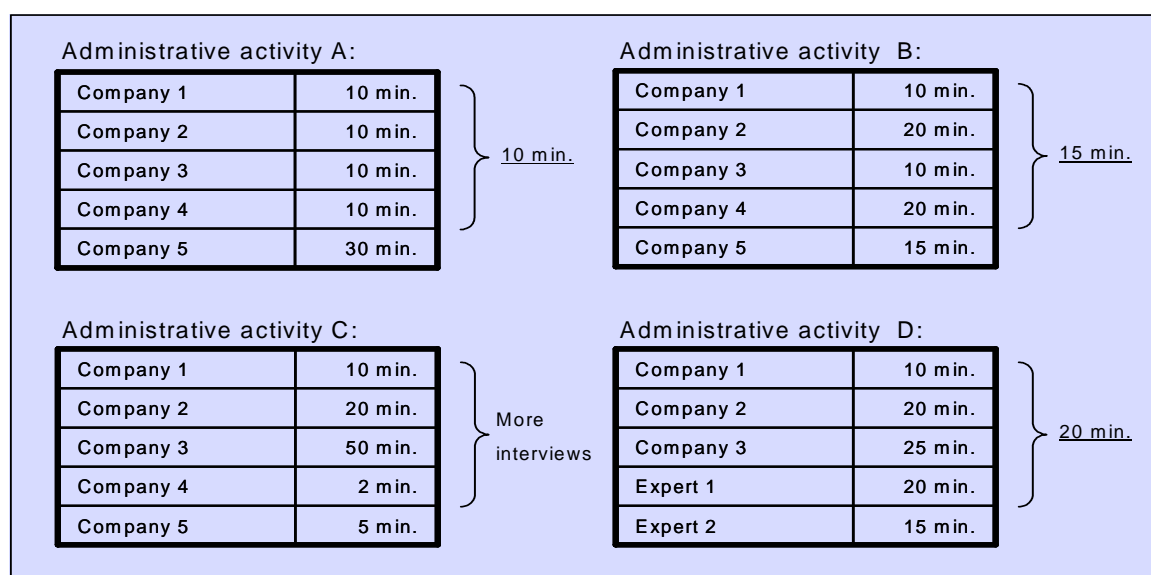 Administrative activity A:
Company 1 10 min.
Company 2 10 min.
Company 3 10 min.
Company 4 10 min.
Company 5 30 min.
10 min.
Administrative activity B:
Company 1 10 min.
Company 2 20 min.
Company 3 10 min.
Company 4 20 min.
Company 5 15 min.
15 min.
Administrative activity C:
Company 1 10 min.
Company 2 20 min.
Company 3 50 min.
Company 4 2 min.
Company 5 5 min.
More
interviews
Administrative activity D:
Company 1 10 min.
Company 2 20 min.
Company 3 25 min.
Expert 1 20 min.
Expert 2 15 min.
20 min.